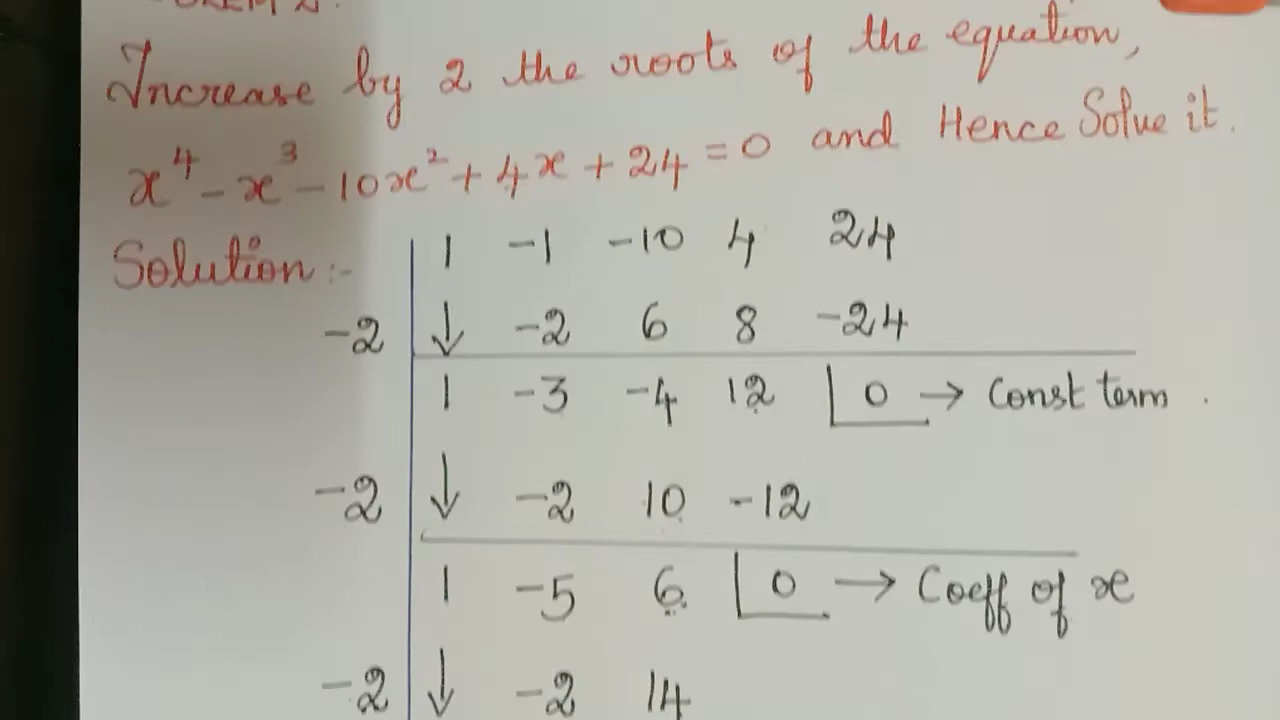 Increase by 2 the roots of the equation,
x⁴ - x³ - 10x² + 4x + 24 = 0 and Hence Solve it.
Solution :-
1 -1 -10 4 24
-2 ↓ -2 6 8 -24
1 -3 -4 12 0 → Const term .
-2 ↓ -2 10 -12
1 -5 6 0 → Coeff of x
-2 ↓ -2 14